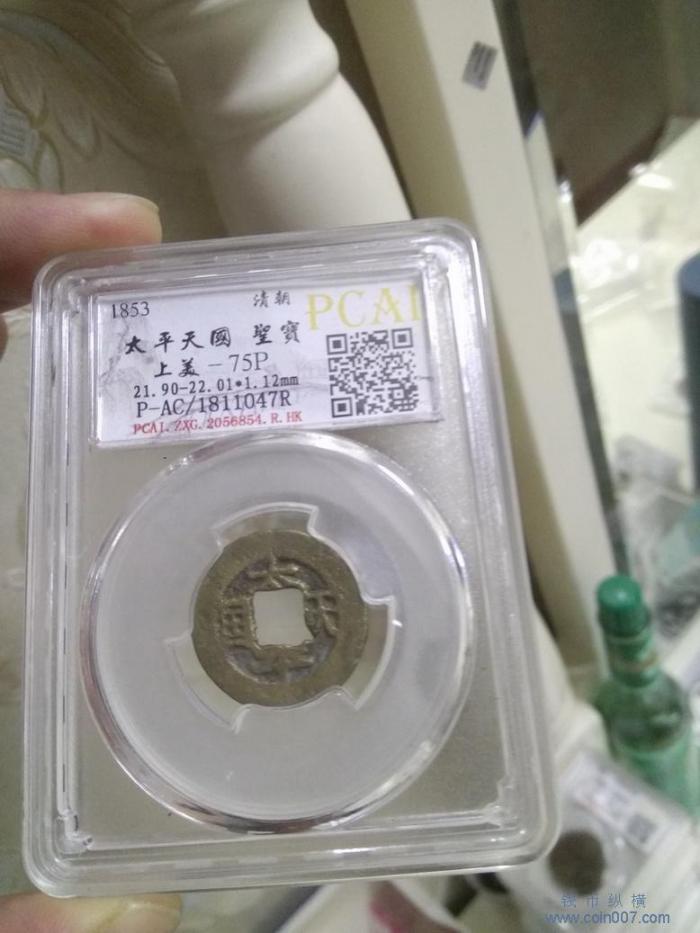 1853 清朝 PCAI
太平天國 聖寶
上美-75P
21.90-22.01*1.12mm
P-AC/1811047R
PCAI.ZXG.2056854.R.HK
太
天
平
钱币纵横
www.coin007.com